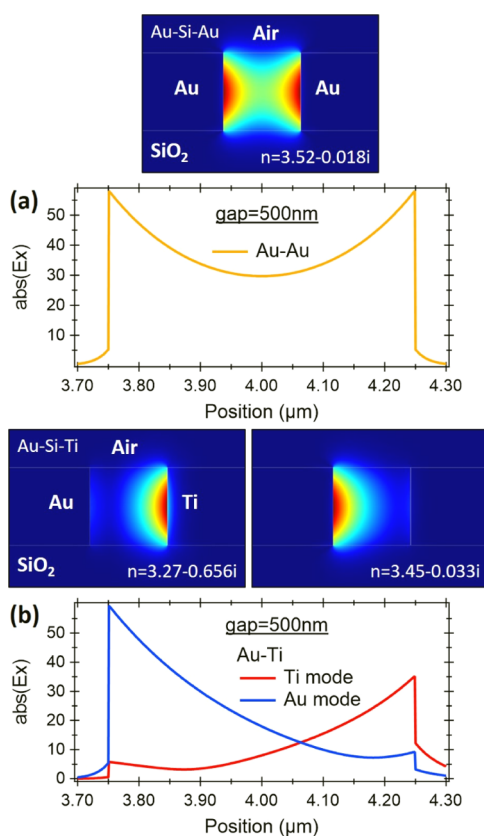 Au-Si-Au
Air
Au
Au
SiO₂
n=3.52-0.018i
(a)
gap=500nm
Au-Au
abs(Ex)
50
40
30
20
10
3.70 3.80 3.90 4.00 4.10 4.20 4.30
Position (µm)
Au-Si-Ti
Air
Au
Ti
SiO₂
n=3.27-0.656i
n=3.45-0.033i
(b)
gap=500nm
Au-Ti
Ti mode
Au mode
abs(Ex)
60
50
40
30
20
10
0
3.70 3.80 3.90 4.00 4.10 4.20 4.30
Position (µm)